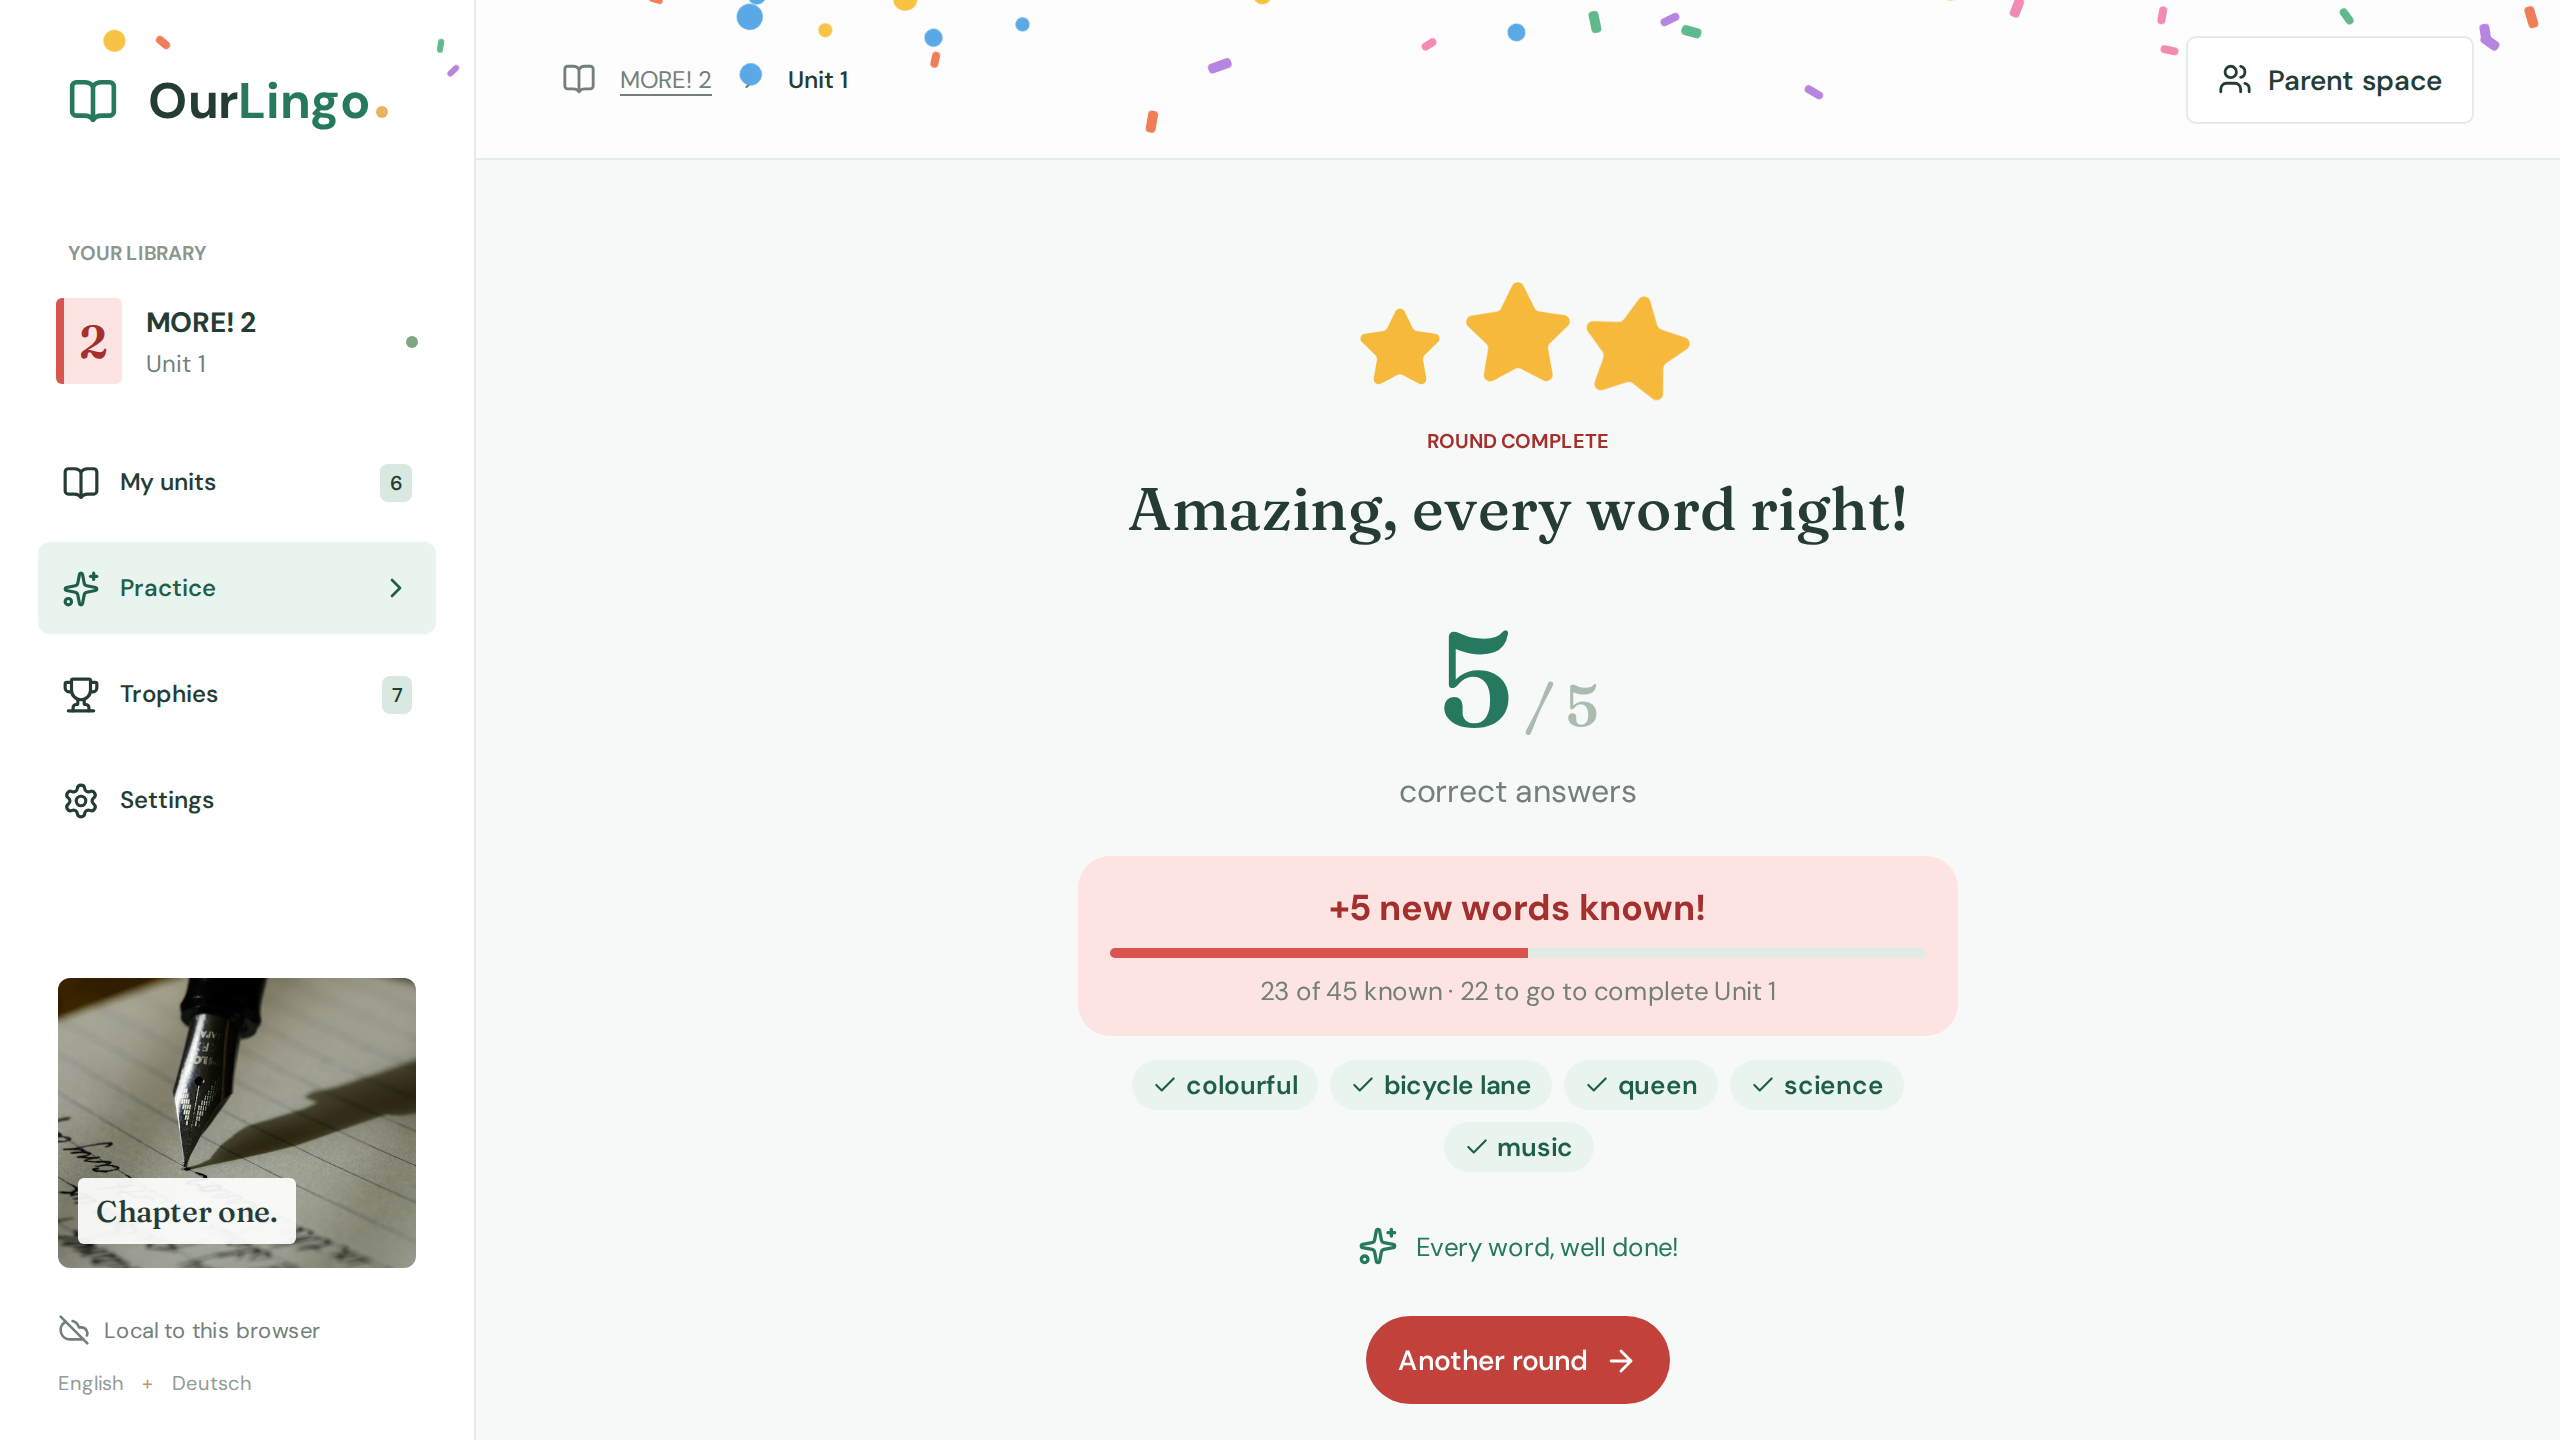 OurLingo.
MORE! 2
Unit 1
Parent space
YOUR LIBRARY
2
MORE! 2
Unit 1
My units
6
Practice
Trophies
7
Settings
Chapter one.
Local to this browser
English + Deutsch
ROUND COMPLETE
Amazing, every word right!
5 / 5
correct answers
+5 new words known!
23 of 45 known · 22 to go to complete Unit 1
colourful
bicycle lane
queen
science
music
Every word, well done!
Another round